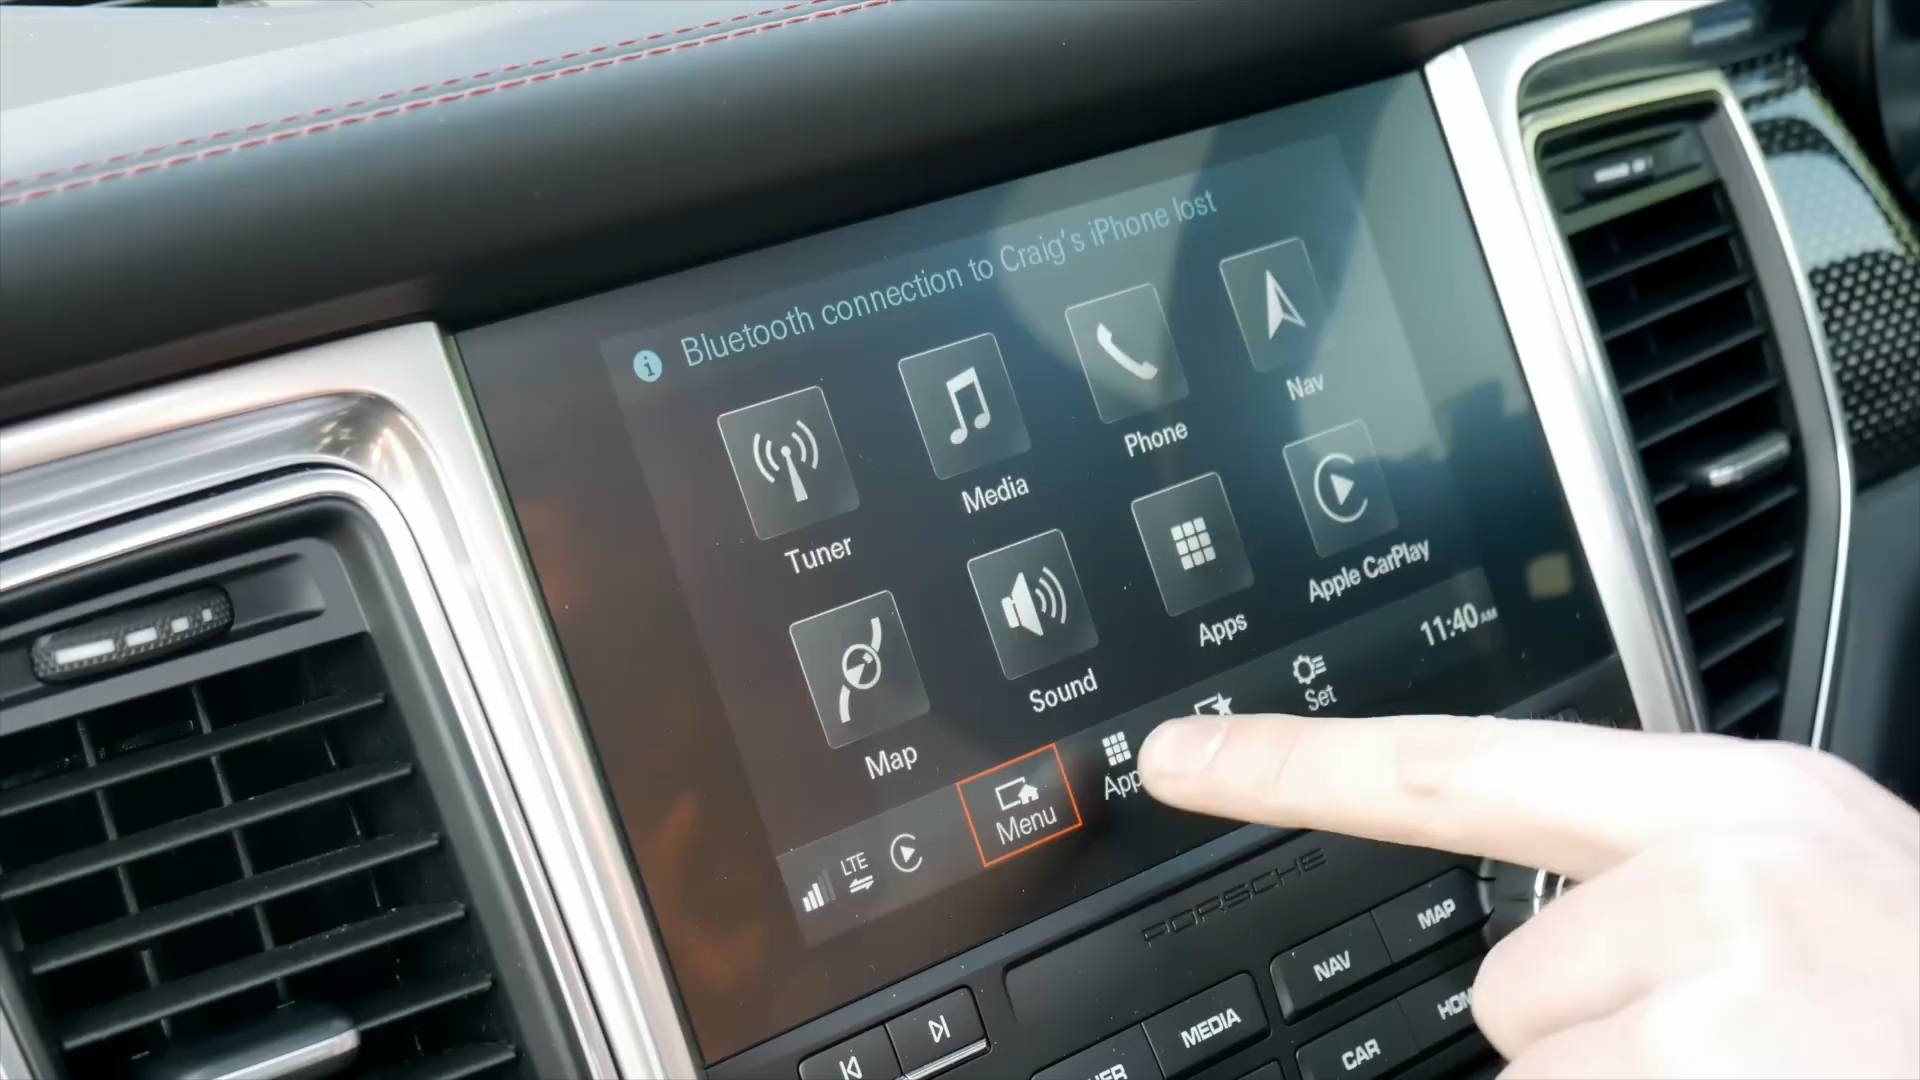 Bluetooth connection to Craig's iPhone lost
Tuner
Media
Phone
Nav
Map
Sound
Apps
Apple CarPlay
LTE
Menu
Set
11:40 AM
PORSCHE
NAV
MAP
MEDIA
CAR